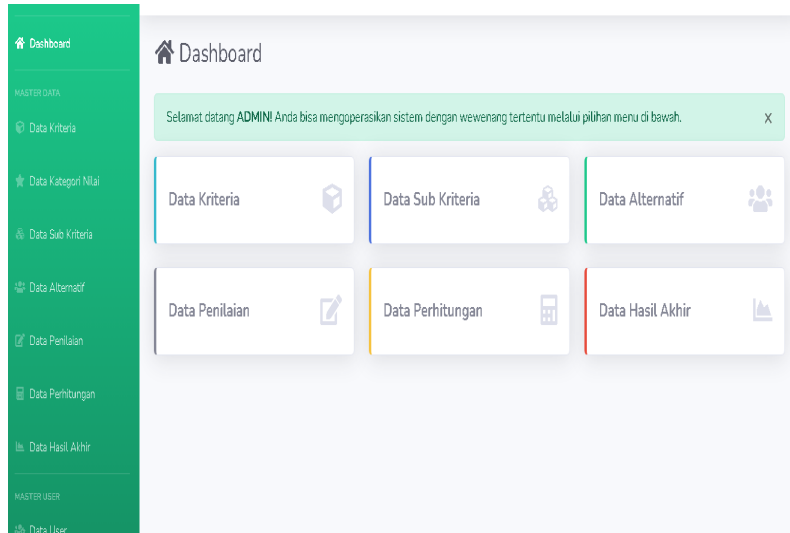 Dashboard
MASTER DATA
Data Kriteria
Data Kategori Nilai
Data Sub Kriteria
Data Alternatif
Data Penilaian
Data Perhitungan
Data Hasil Akhir
MASTER USER
Data User
Dashboard
Selamat datang ADMIN! Anda bisa mengoperasikan sistem dengan wewenang tertentu melalui pilihan menu di bawah. X
Data Kriteria
Data Sub Kriteria
Data Alternatif
Data Penilaian
Data Perhitungan
Data Hasil Akhir